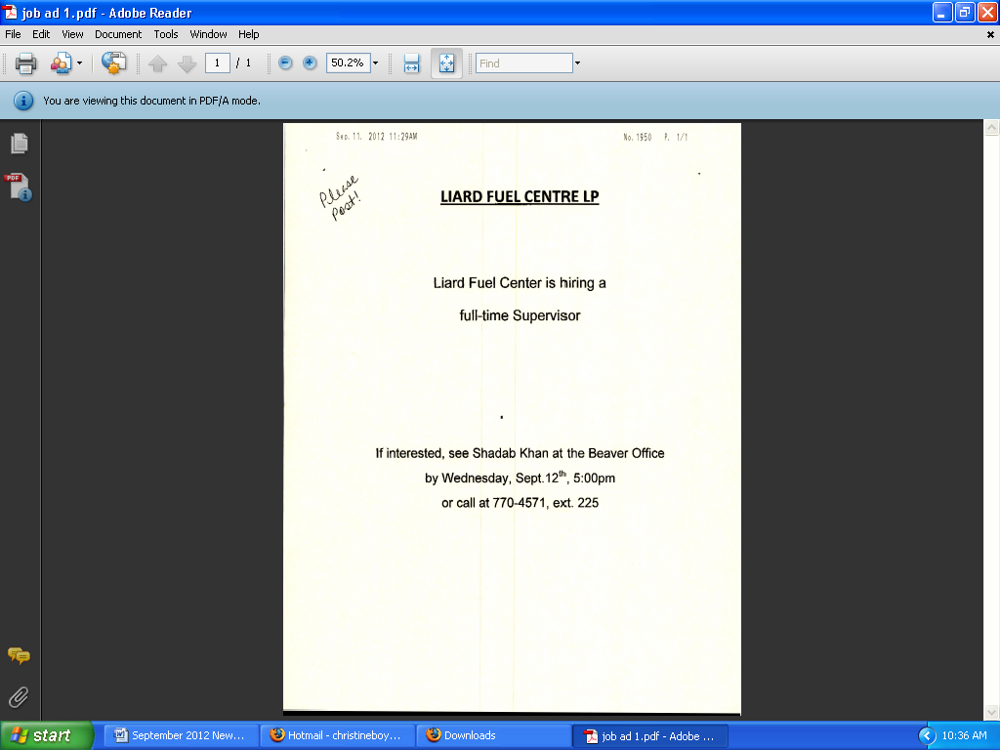 job ad 1.pdf - Adobe Reader
File Edit View Document Tools Window Help
1 / 1 50.2% Find
You are viewing this document in PDF/A mode.
Sep. 11. 2012 11:29AM No. 1950 P. 1/1
Please
Post!
LIARD FUEL CENTRE LP
Liard Fuel Center is hiring a
full-time Supervisor
If interested, see Shadab Khan at the Beaver Office
by Wednesday, Sept.12th, 5:00pm
or call at 770-4571, ext. 225
start September 2012 New... Hotmail - christineboy... Downloads job ad 1.pdf - Adobe ... 10:36 AM